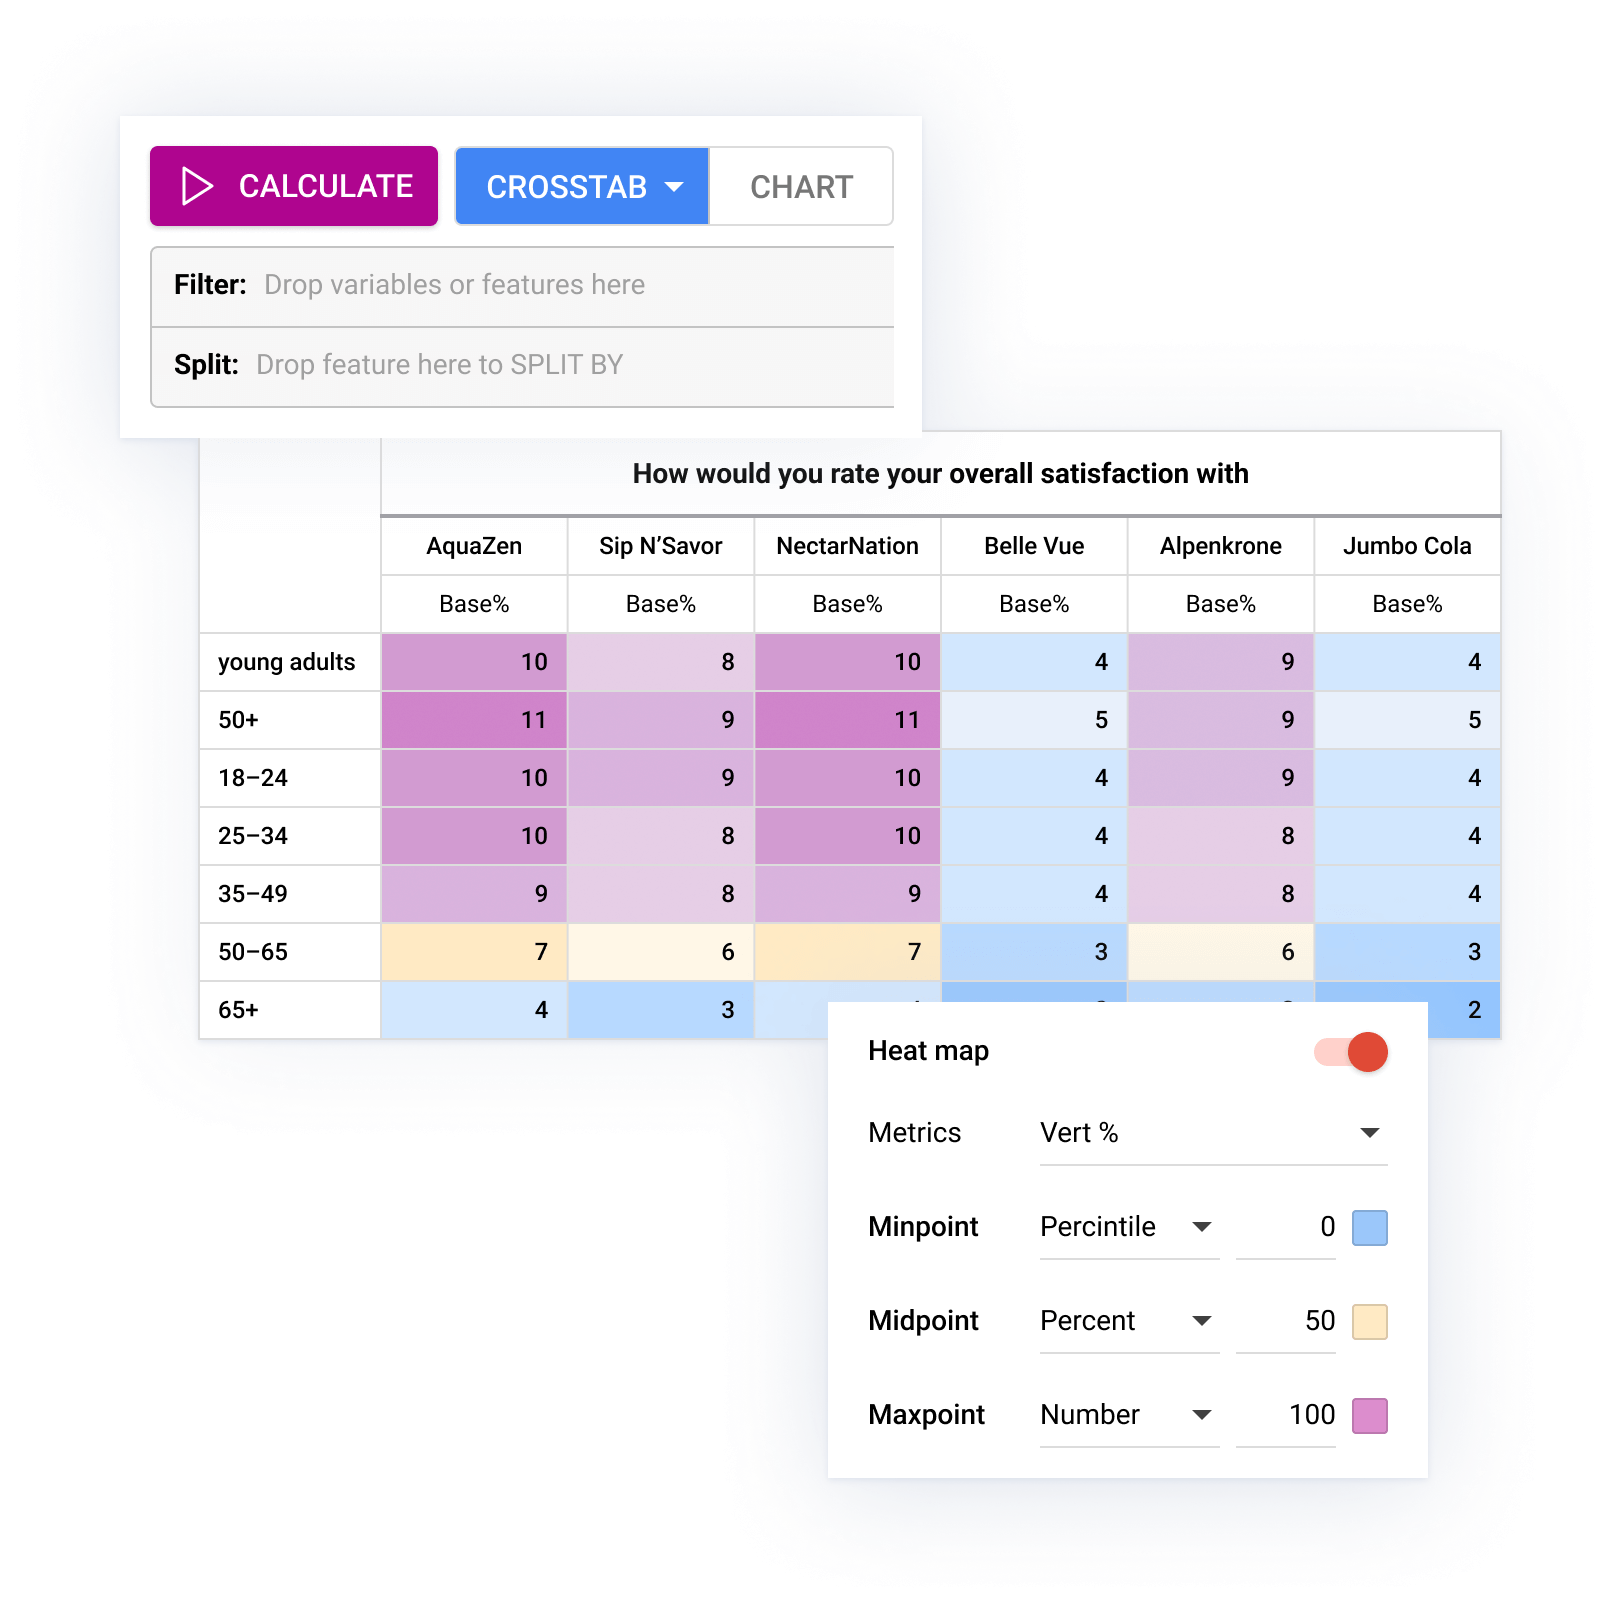 CALCULATE CROSSTAB CHART
Filter: Drop variables or features here
Split: Drop feature here to SPLIT BY
How would you rate your overall satisfaction with
AquaZen Sip N’Savor NectarNation Belle Vue Alpenkrone Jumbo Cola
Base% Base% Base% Base% Base% Base%
young adults 10 8 10 4 9 4
50+ 11 9 11 5 9 5
18–24 10 9 10 4 9 4
25–34 10 8 10 4 8 4
35–49 9 8 9 4 8 4
50–65 7 6 7 3 6 3
65+ 4 3 2
Heat map
Metrics Vert %
Minpoint Percintile 0
Midpoint Percent 50
Maxpoint Number 100